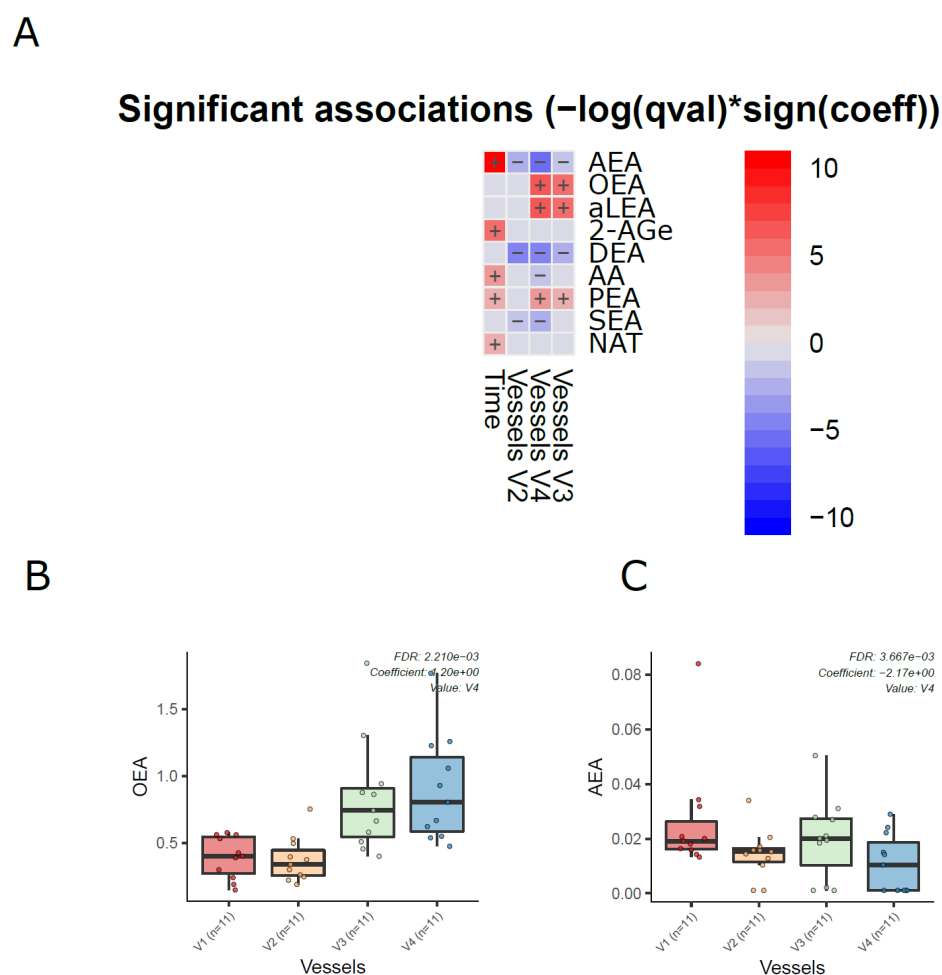 A
Significant associations (−log(qval)*sign(coeff))
+ − − − AEA
+ + OEA
+ + aLEA
+ 2-AGe
− − − DEA
+ − AA
+ + + PEA
− − SEA
+ NAT
Time
Vessels V2
Vessels V4
Vessels V3
10
5
0
−5
−10
B
FDR: 2.210e−03
Coefficient: 1.20e+00
Value: V4
OEA
1.5
1.0
0.5
V1 (n=11)
V2 (n=11)
V3 (n=11)
V4 (n=11)
Vessels
C
FDR: 3.667e−03
Coefficient: −2.17e+00
Value: V4
AEA
0.08
0.06
0.04
0.02
0.00
V1 (n=11)
V2 (n=11)
V3 (n=11)
V4 (n=11)
Vessels